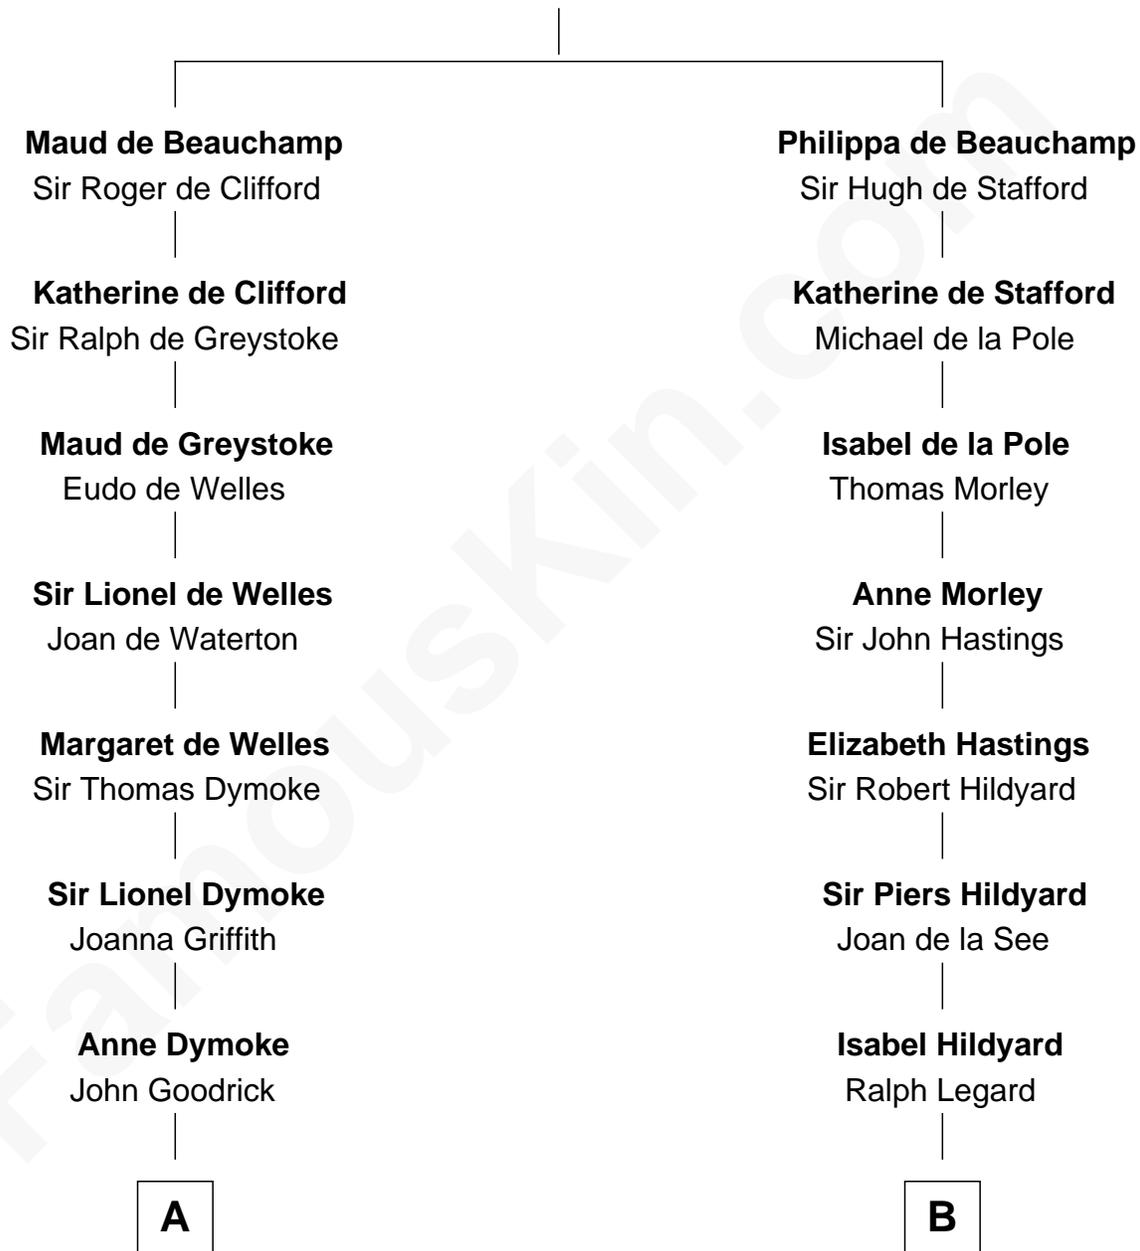 Maud de Beauchamp
Sir Roger de Clifford
Katherine de Clifford
Sir Ralph de Greystoke
Maud de Greystoke
Eudo de Welles
Sir Lionel de Welles
Joan de Waterton
Margaret de Welles
Sir Thomas Dymoke
Sir Lionel Dymoke
Joanna Griffith
Anne Dymoke
John Goodrick
A
Philippa de Beauchamp
Sir Hugh de Stafford
Katherine de Stafford
Michael de la Pole
Isabel de la Pole
Thomas Morley
Anne Morley
Sir John Hastings
Elizabeth Hastings
Sir Robert Hildyard
Sir Piers Hildyard
Joan de la See
Isabel Hildyard
Ralph Legard
B
FamousKin.com